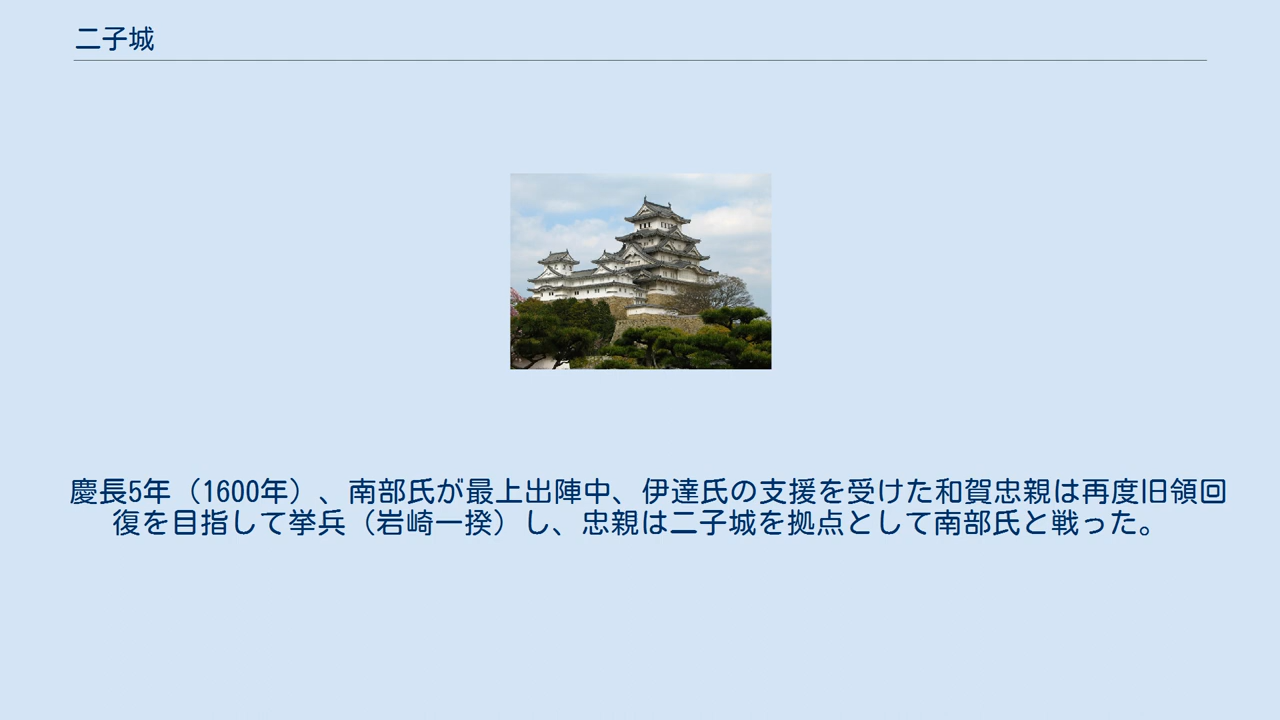 二子城
慶長5年（1600年）、南部氏が最上出陣中、伊達氏の支援を受けた和賀忠親は再度旧領回
復を目指して挙兵（岩崎一揆）し、忠親は二子城を拠点として南部氏と戦った。